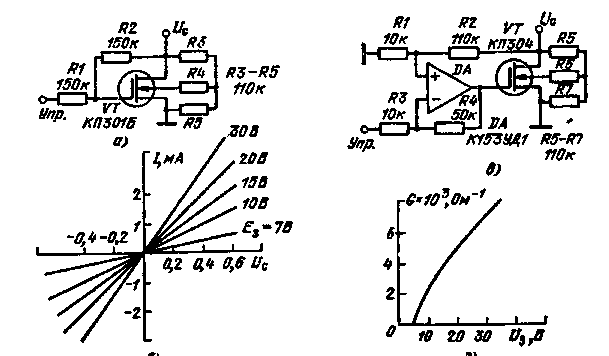 R2
150к
Uс
R3
R1
150к
R4
R3-R5
110к
R5
Uпр.
VT
КП301Б
а)
I, мА
30В
20В
15В
10В
Eз=7В
2
1
-0,4 -0,2
0
0,2 0,4 0,6 Uс
-1
-2
R1
10к
R2
110к
VT
КП304
Uс
R5
R6
R7
DA
+
−
R3
10к
R4
50к
Uпр.
DA
К153УД1
R5-R7
110к
в)
G×10³, Ом⁻¹
6
4
2
0
10 20 30 Uз, В